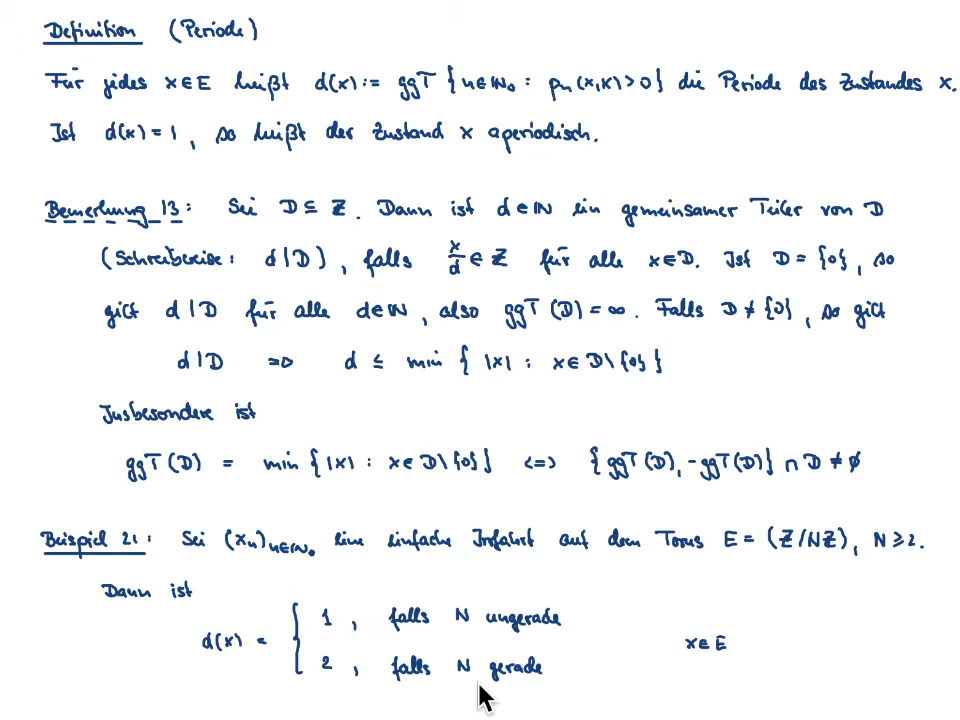 Definition (Periode)
Für jedes x∈E heißt d(x) := ggT {n∈ℕ₀ : pₙ(x,x)>0} die Periode des Zustandes x.
Ist d(x)=1, so heißt der Zustand x aperiodisch.
Bemerkung 13: Sei D⊆ℤ. Dann ist d∈ℕ ein gemeinsamer Teiler von D
(Schreibweise: d|D), falls x/d ∈ ℤ für alle x∈D. Ist D={0}, so
gilt d|D für alle d∈ℕ, also ggT(D)=∞. Falls D≠{0}, so gilt
d|D ⇒ d ≤ min { |x| : x∈D\{0} }
Insbesondere ist
ggT(D) = min {|x| : x∈D\{0}} ⇔ {ggT(D), -ggT(D)} ∩ D ≠ ∅
Beispiel 21: Sei (Xₙ)ₙ∈ℕ₀ eine einfache Irrfahrt auf dem Torus E=(ℤ/Nℤ), N≥2.
Dann ist
d(x) = { 1, falls N ungerade
2, falls N gerade x∈E